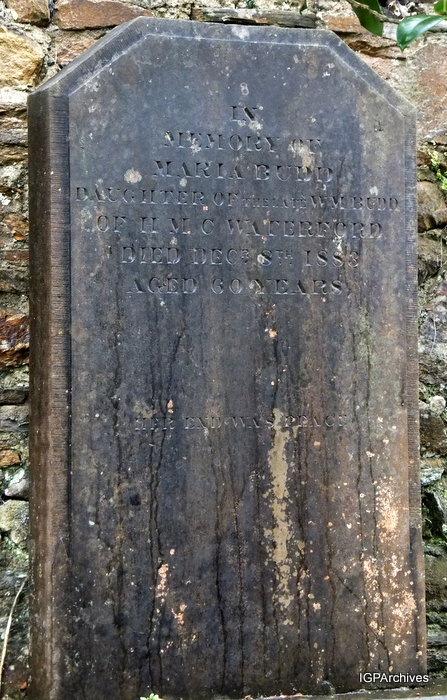 IN
MEMORY OF
MARIA BUDD
DAUGHTER OF THE LATE WM BUDD
OF H. M. C. WATERFORD
DIED DECR 8TH 1883
AGED 60 YEARS
HER END WAS PEACE
IGPArchives